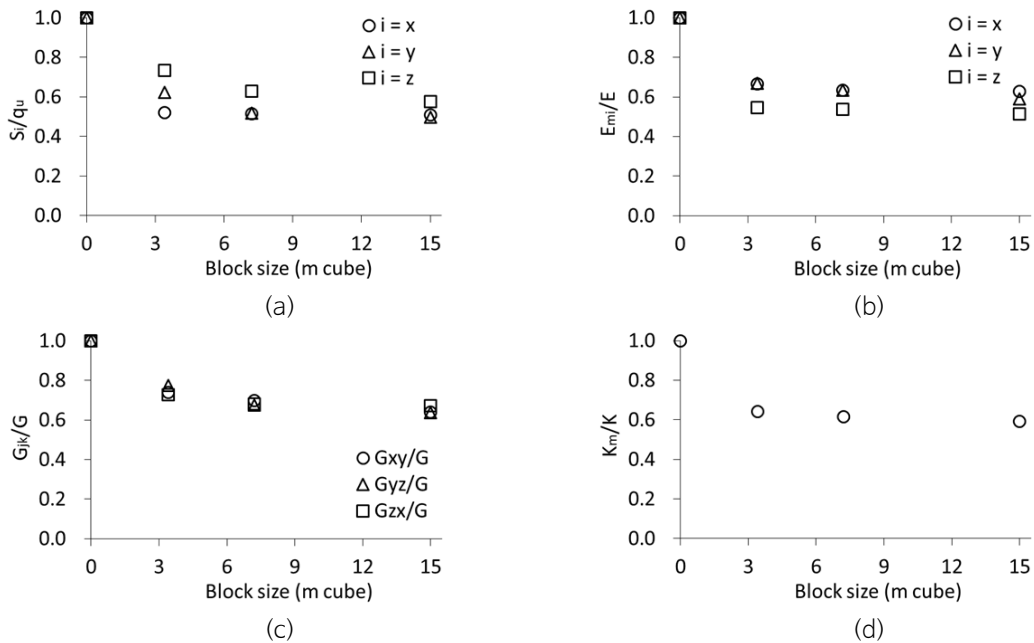 1.0
0.8
0.6
0.4
0.2
0.0
Si/qu
i = x
i = y
i = z
0 3 6 9 12 15
Block size (m cube)
(a)
1.0
0.8
0.6
0.4
0.2
0.0
Emi/E
i = x
i = y
i = z
0 3 6 9 12 15
Block size (m cube)
(b)
1.0
0.8
0.6
0.4
0.2
0.0
Gjk/G
Gxy/G
Gyz/G
Gzx/G
0 3 6 9 12 15
Block size (m cube)
(c)
1.0
0.8
0.6
0.4
0.2
0.0
Km/K
0 3 6 9 12 15
Block size (m cube)
(d)